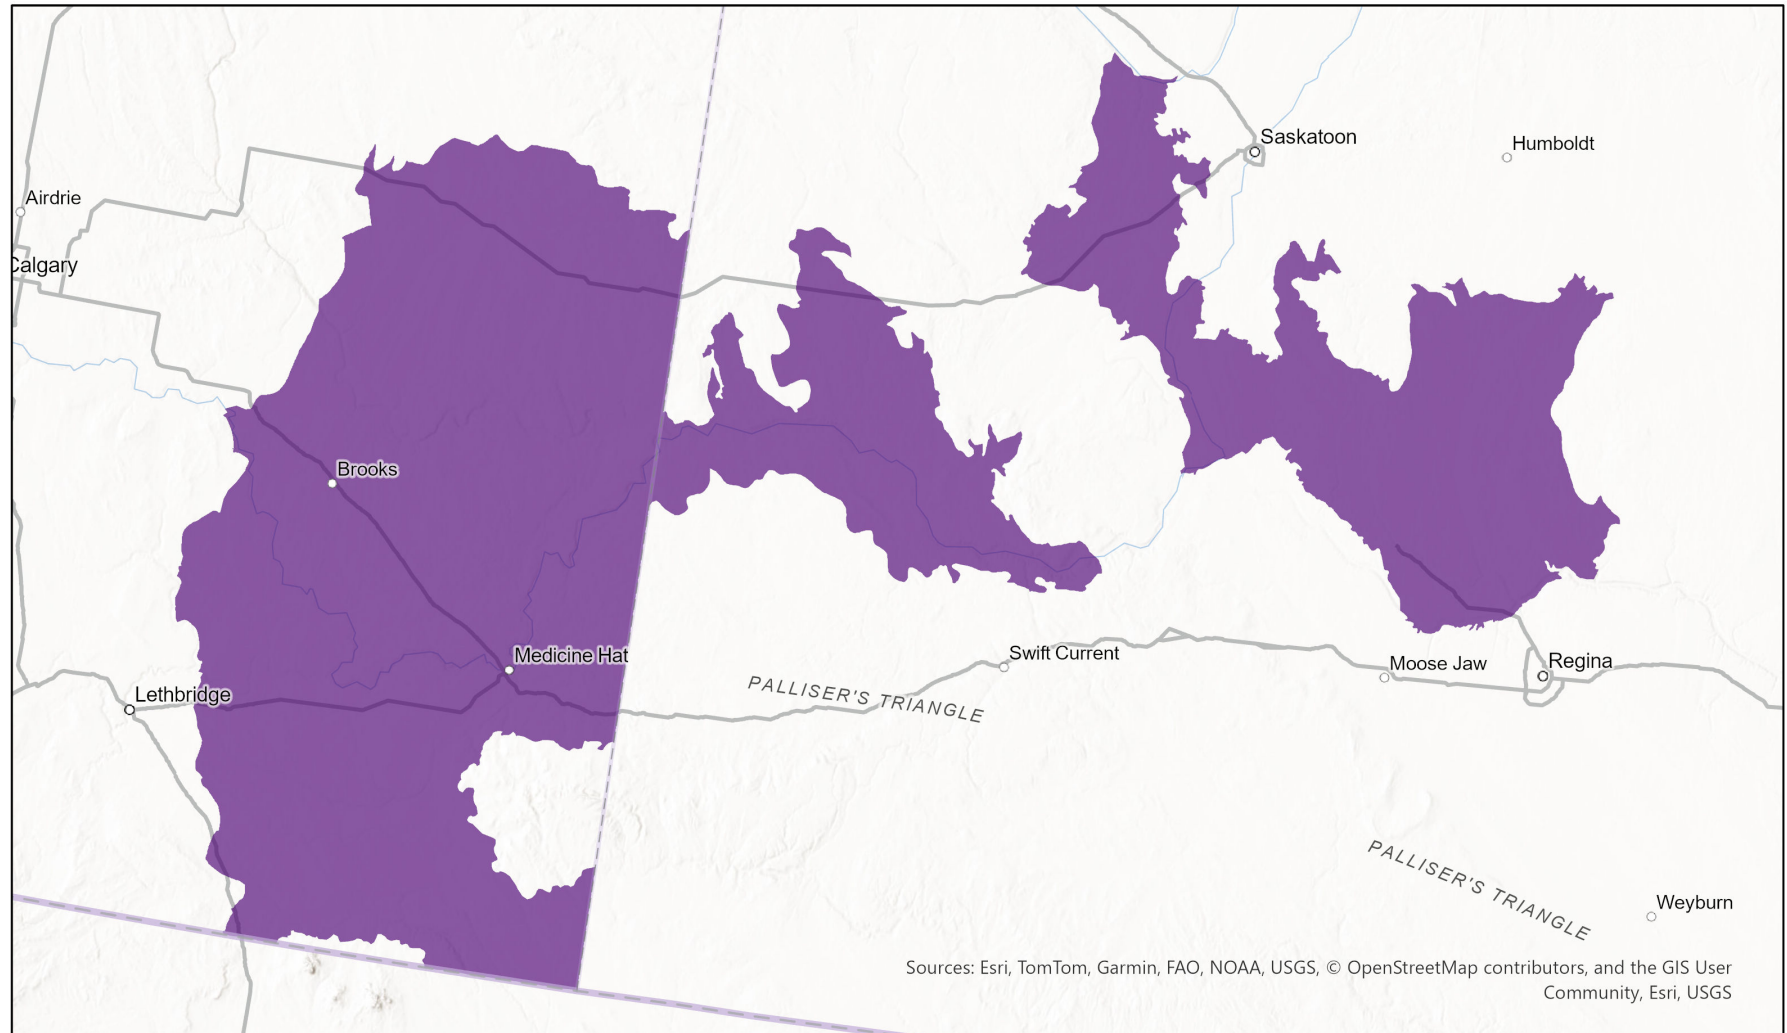 Saskatoon
Humboldt
Airdrie
Calgary
Brooks
Medicine Hat
Swift Current
Moose Jaw
Regina
Lethbridge
PALLISER'S TRIANGLE
PALLISER'S TRIANGLE
Weyburn
Sources: Esri, TomTom, Garmin, FAO, NOAA, USGS, © OpenStreetMap contributors, and the GIS User
Community, Esri, USGS